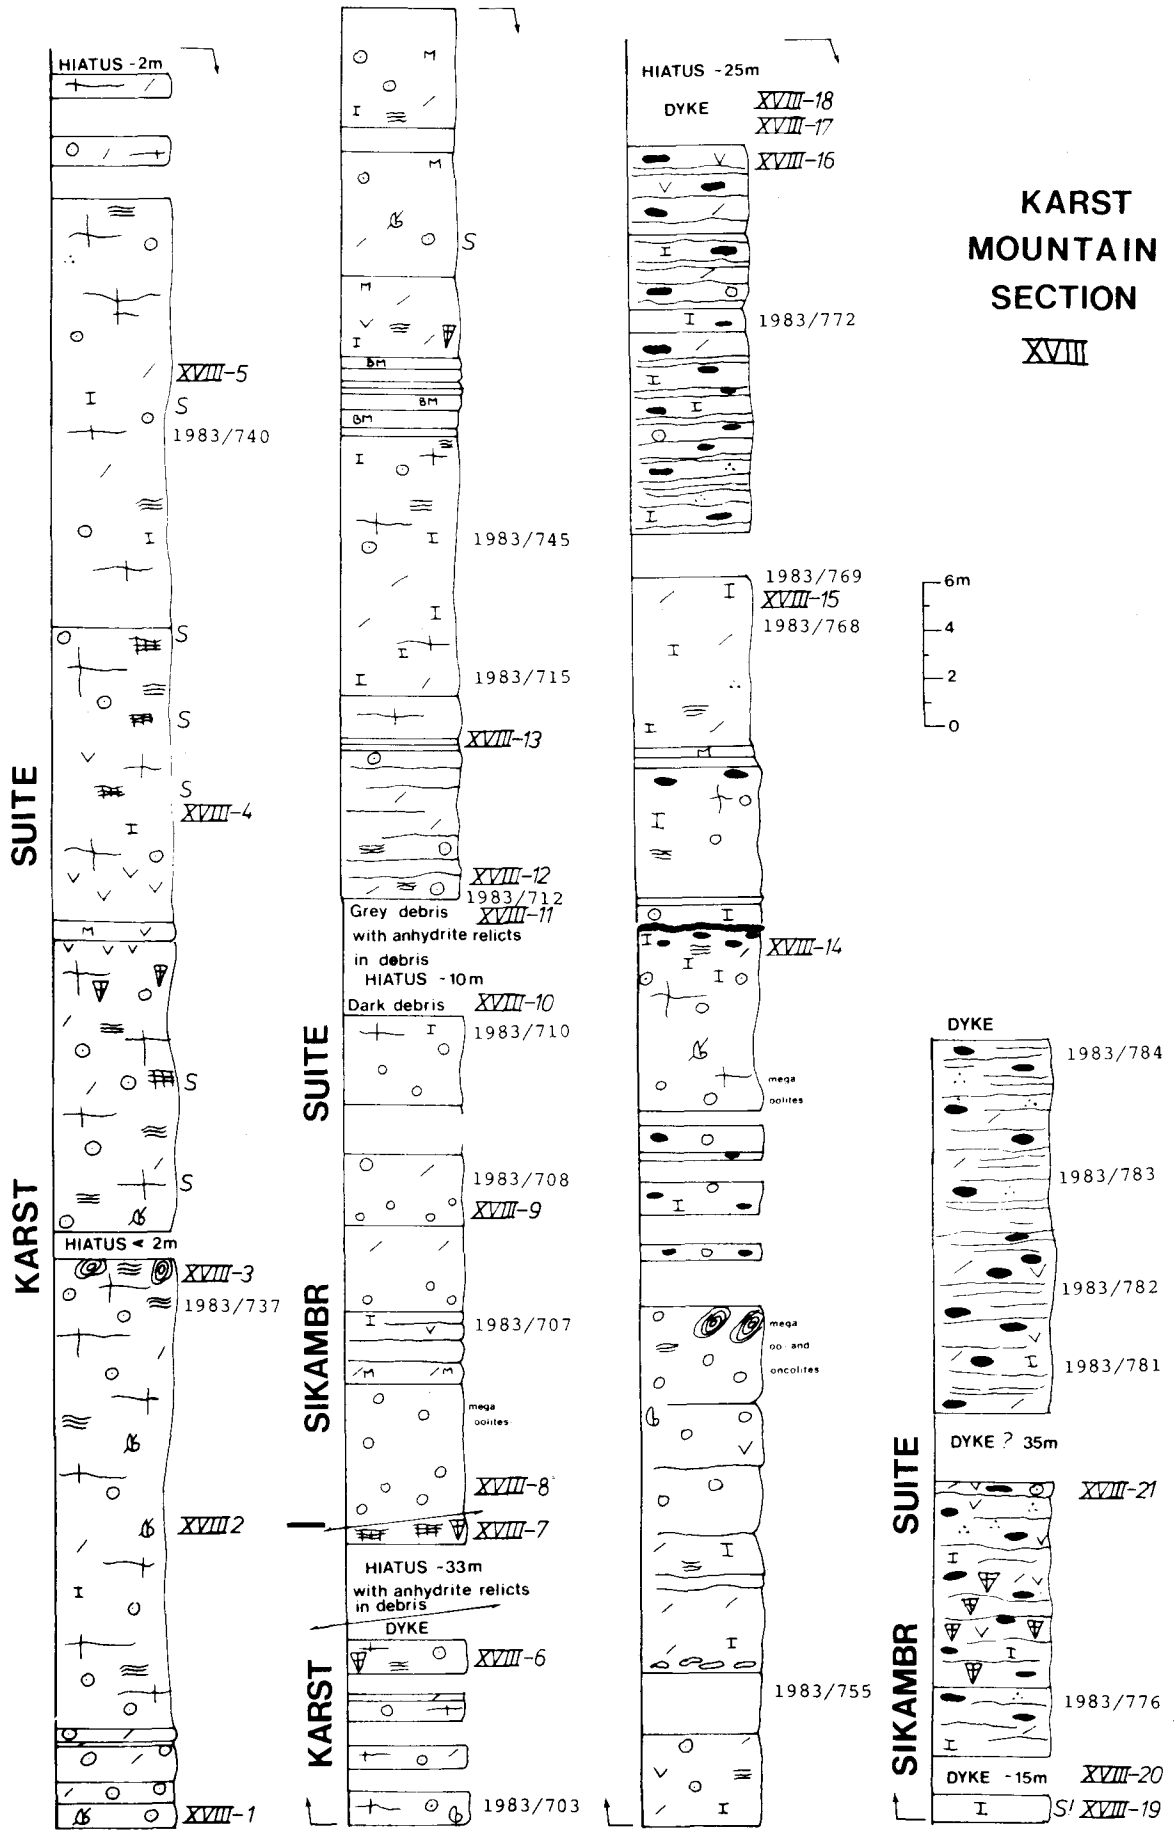 HIATUS -2m
XVIII-5
S
1983/740
S
S
S
XVIII-4
M
S
S
HIATUS < 2m
XVIII-3
1983/737
XVIII 2
XVIII-1
KARST SUITE
M
I
M
S
M
I
BM
BM
BM
I
I
1983/745
I
I
I
1983/715
XVIII-13
XVIII-12
1983/712
Grey debris XVIII-11
with anhydrite relicts
in debris
HIATUS -10m
Dark debris XVIII-10
I
1983/710
1983/708
XVIII-9
I
1983/707
M M
mega
oolites
XVIII-8
XVIII-7
HIATUS -33m
with anhydrite relicts
in debris
DYKE
XVIII-6
1983/703
SIKAMBR SUITE
KARST
HIATUS -25m
DYKE XVIII-18
XVIII-17
XVIII-16
1983/772
1983/769
XVIII-15
1983/768
M
XVIII-14
mega
oolites
mega
oo- and
oncolites
1983/755
KARST
MOUNTAIN
SECTION
XVIII
6m
4
2
0
DYKE
1983/784
1983/783
1983/782
1983/781
DYKE ? 35m
XVIII-21
1983/776
DYKE -15m XVIII-20
I S! XVIII-19
SIKAMBR SUITE